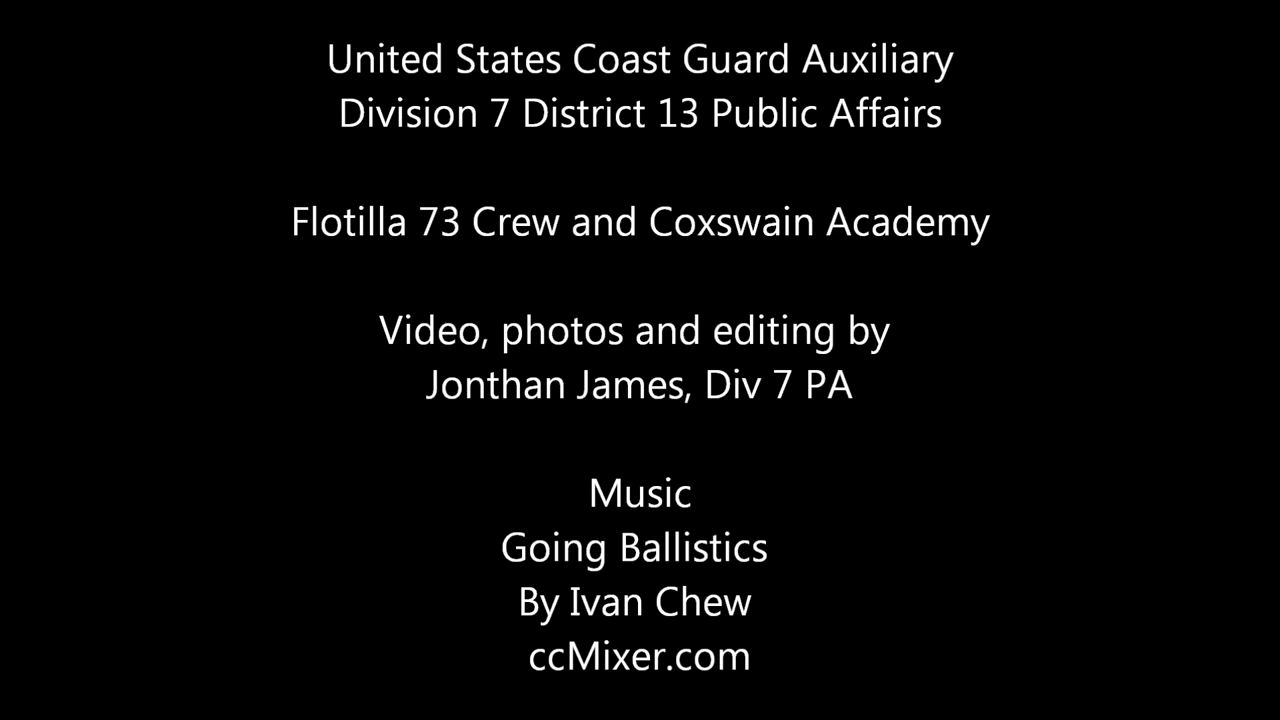 United States Coast Guard Auxiliary
Division 7 District 13 Public Affairs
Flotilla 73 Crew and Coxswain Academy
Video, photos and editing by
Jonthan James, Div 7 PA
Music
Going Ballistics
By Ivan Chew
ccMixer.com